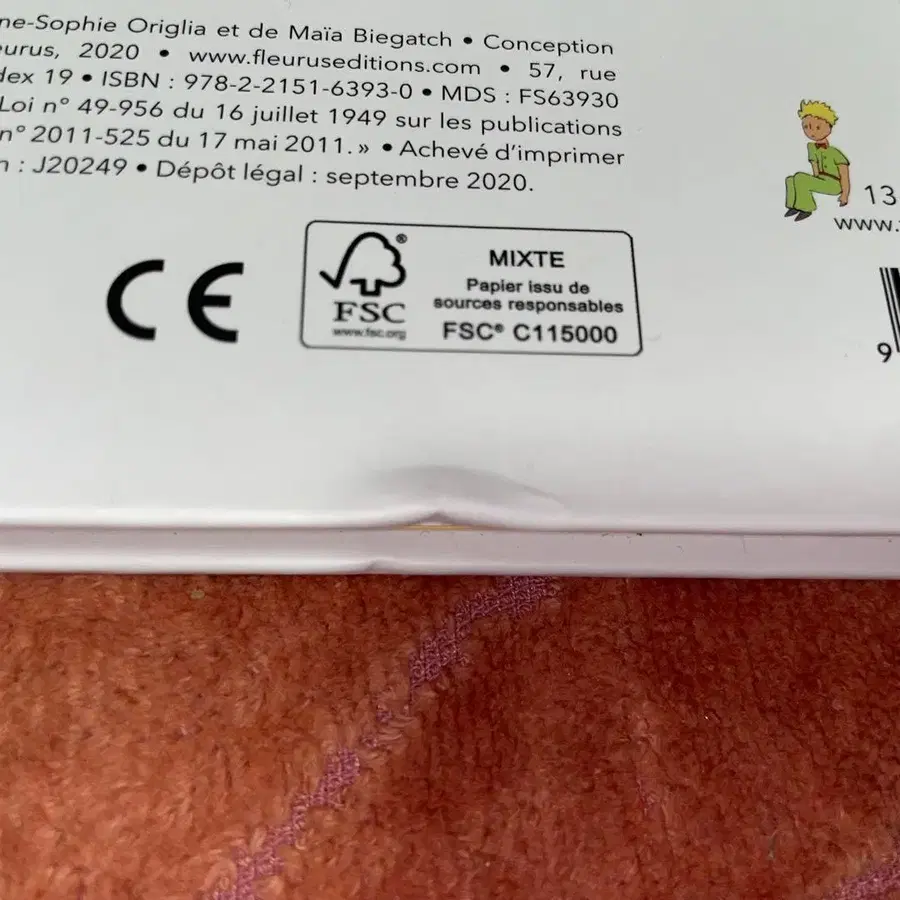 ne-Sophie Origlia et de Maïa Biegatch • Conception
eurus, 2020 • www.fleuruseditions.com • 57, rue
dex 19 • ISBN : 978-2-2151-6393-0 • MDS : FS63930
Loi n° 49-956 du 16 juillet 1949 sur les publications
n° 2011-525 du 17 mai 2011. » • Achevé d'imprimer
n : J20249 • Dépôt légal : septembre 2020.
13
www.
CE
FSC®
www.fsc.org
MIXTE
Papier issu de
sources responsables
FSC® C115000
9